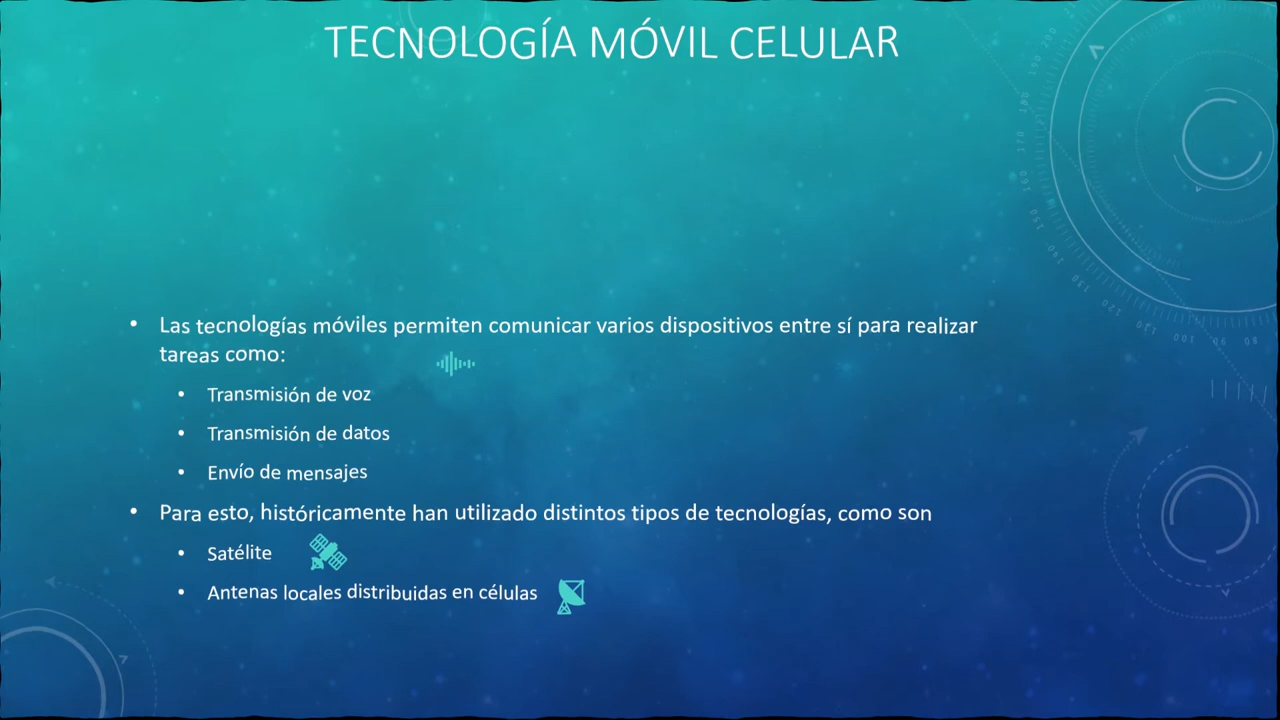 TECNOLOGÍA MÓVIL CELULAR
• Las tecnologías móviles permiten comunicar varios dispositivos entre sí para realizar
tareas como:
• Transmisión de voz
• Transmisión de datos
• Envío de mensajes
• Para esto, históricamente han utilizado distintos tipos de tecnologías, como son
• Satélite
• Antenas locales distribuidas en células